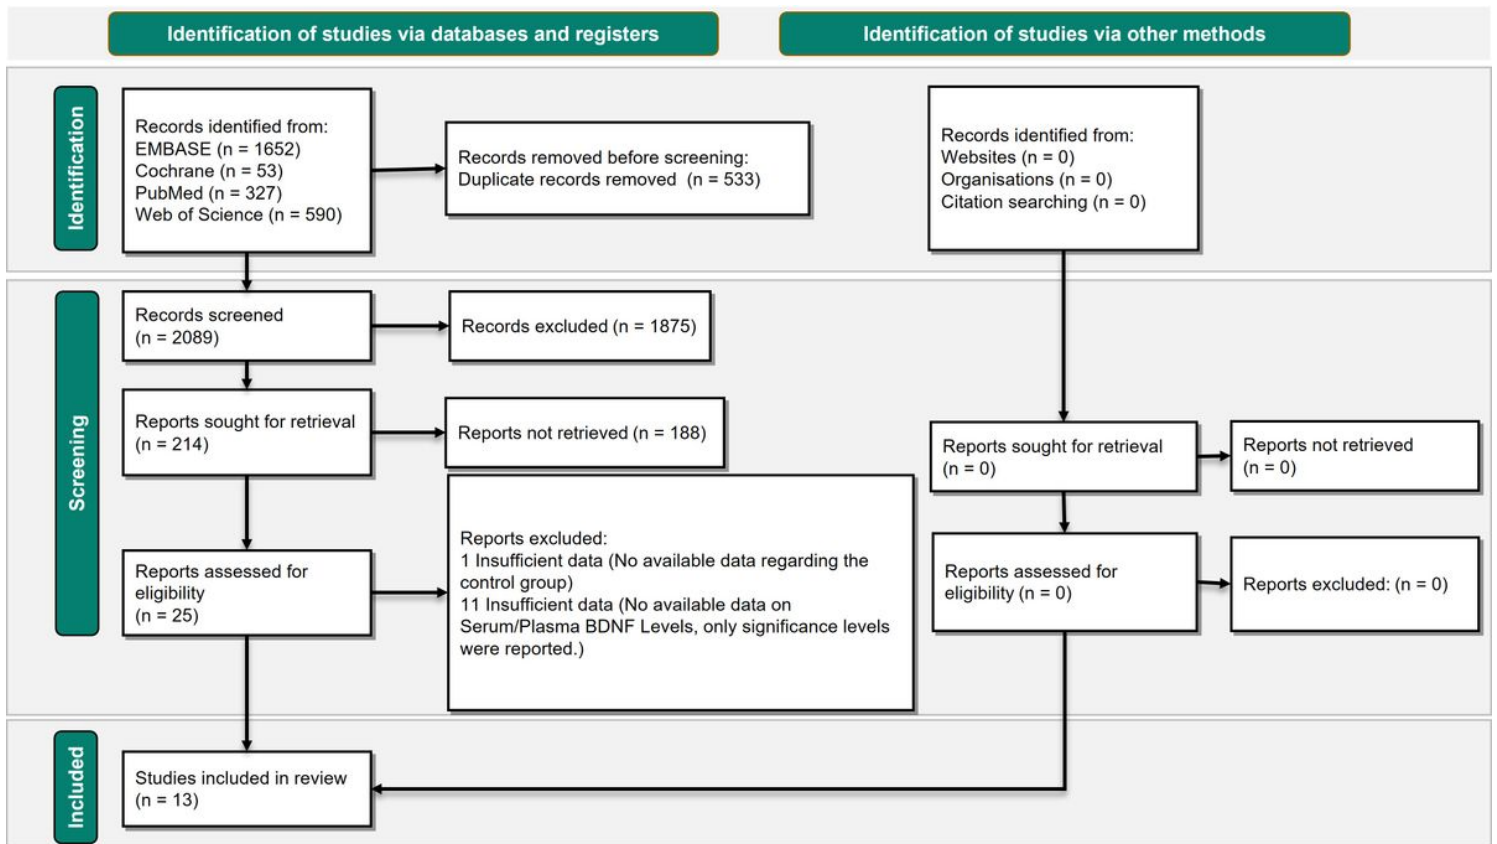 Identification of studies via databases and registers
Identification of studies via other methods
Identification
Records identified from:
EMBASE (n = 1652)
Cochrane (n = 53)
PubMed (n = 327)
Web of Science (n = 590)
Records removed before screening:
Duplicate records removed (n = 533)
Records identified from:
Websites (n = 0)
Organisations (n = 0)
Citation searching (n = 0)
Screening
Records screened
(n = 2089)
Records excluded (n = 1875)
Reports sought for retrieval
(n = 214)
Reports not retrieved (n = 188)
Reports sought for retrieval
(n = 0)
Reports not retrieved
(n = 0)
Reports assessed for
eligibility
(n = 25)
Reports excluded:
1 Insufficient data (No available data regarding the
control group)
11 Insufficient data (No available data on
Serum/Plasma BDNF Levels, only significance levels
were reported.)
Reports assessed for
eligibility (n = 0)
Reports excluded: (n = 0)
Included
Studies included in review
(n = 13)